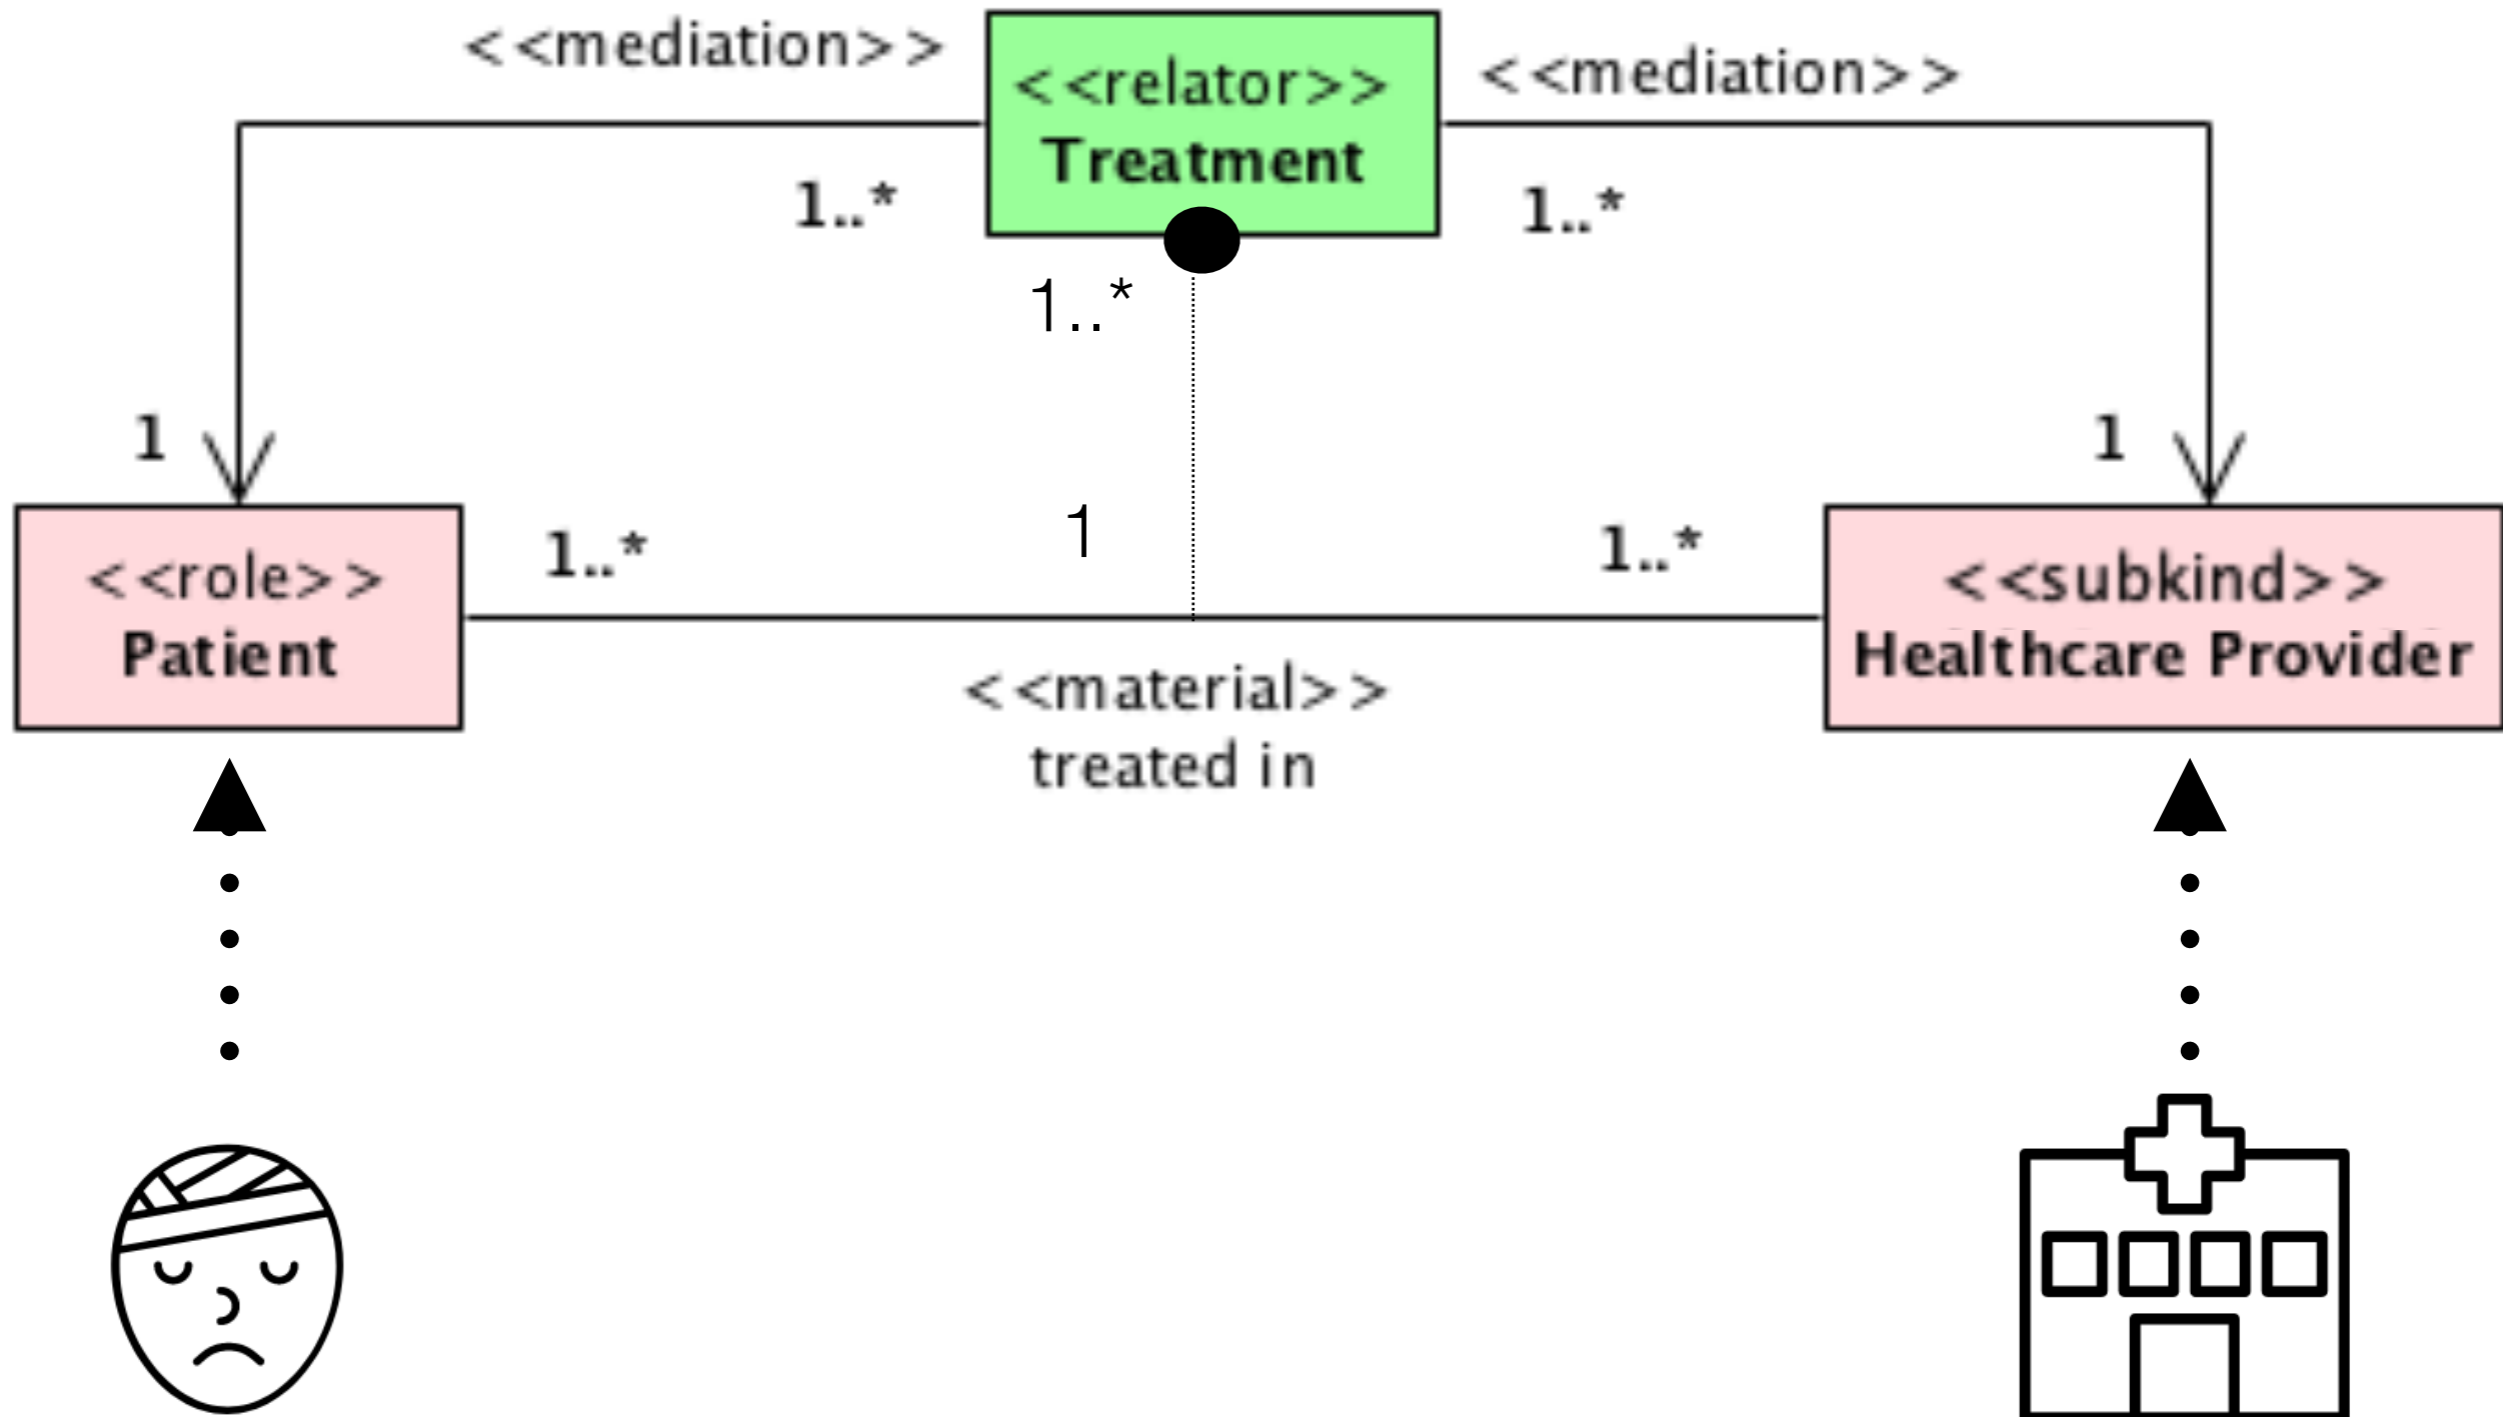 <<mediation>>
<<relator>>
Treatment
<<mediation>>
1..*
1..*
1..*
1
1
1
1..*
1..*
<<role>>
Patient
<<subkind>>
Healthcare Provider
<<material>>
treated in